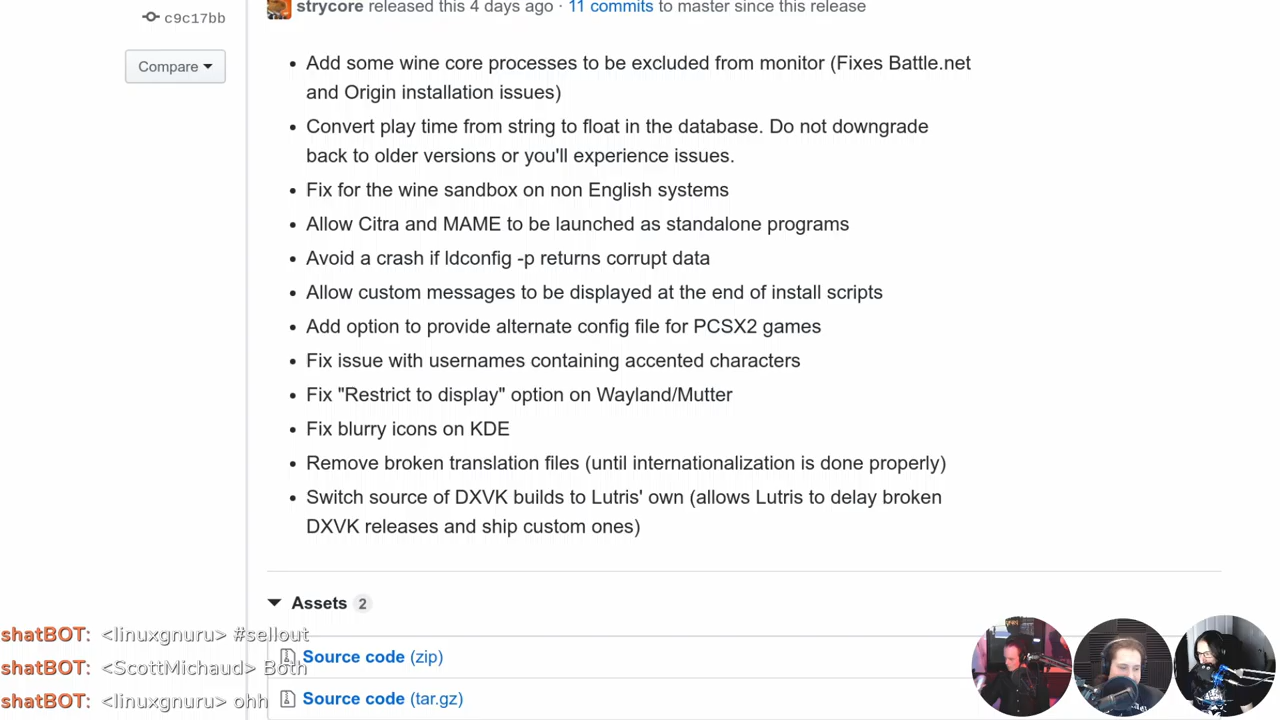 strycore released this 4 days ago · 11 commits to master since this release
c9c17bb
Compare
• Add some wine core processes to be excluded from monitor (Fixes Battle.net
and Origin installation issues)
• Convert play time from string to float in the database. Do not downgrade
back to older versions or you'll experience issues.
• Fix for the wine sandbox on non English systems
• Allow Citra and MAME to be launched as standalone programs
• Avoid a crash if ldconfig -p returns corrupt data
• Allow custom messages to be displayed at the end of install scripts
• Add option to provide alternate config file for PCSX2 games
• Fix issue with usernames containing accented characters
• Fix "Restrict to display" option on Wayland/Mutter
• Fix blurry icons on KDE
• Remove broken translation files (until internationalization is done properly)
• Switch source of DXVK builds to Lutris' own (allows Lutris to delay broken
DXVK releases and ship custom ones)
Assets 2
shatBOT: <linuxgnuru> #sellout
Source code (zip)
shatBOT: <ScottMichaud> Both
Source code (tar.gz)
shatBOT: <linuxgnuru> ohh